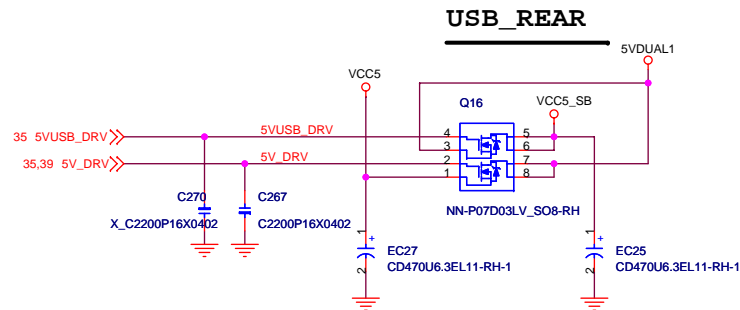 USB_REAR
5VDUAL1
VCC5
Q16
VCC5_SB
35 5VUSB_DRV
5VUSB_DRV
4
5
3
6
35,39 5V_DRV
5V_DRV
2
7
1
8
C270
C267
NN-P07D03LV_SO8-RH
X_C2200P16X0402
C2200P16X0402
1
+
EC27
2
CD470U6.3EL11-RH-1
1
+
EC25
2
CD470U6.3EL11-RH-1